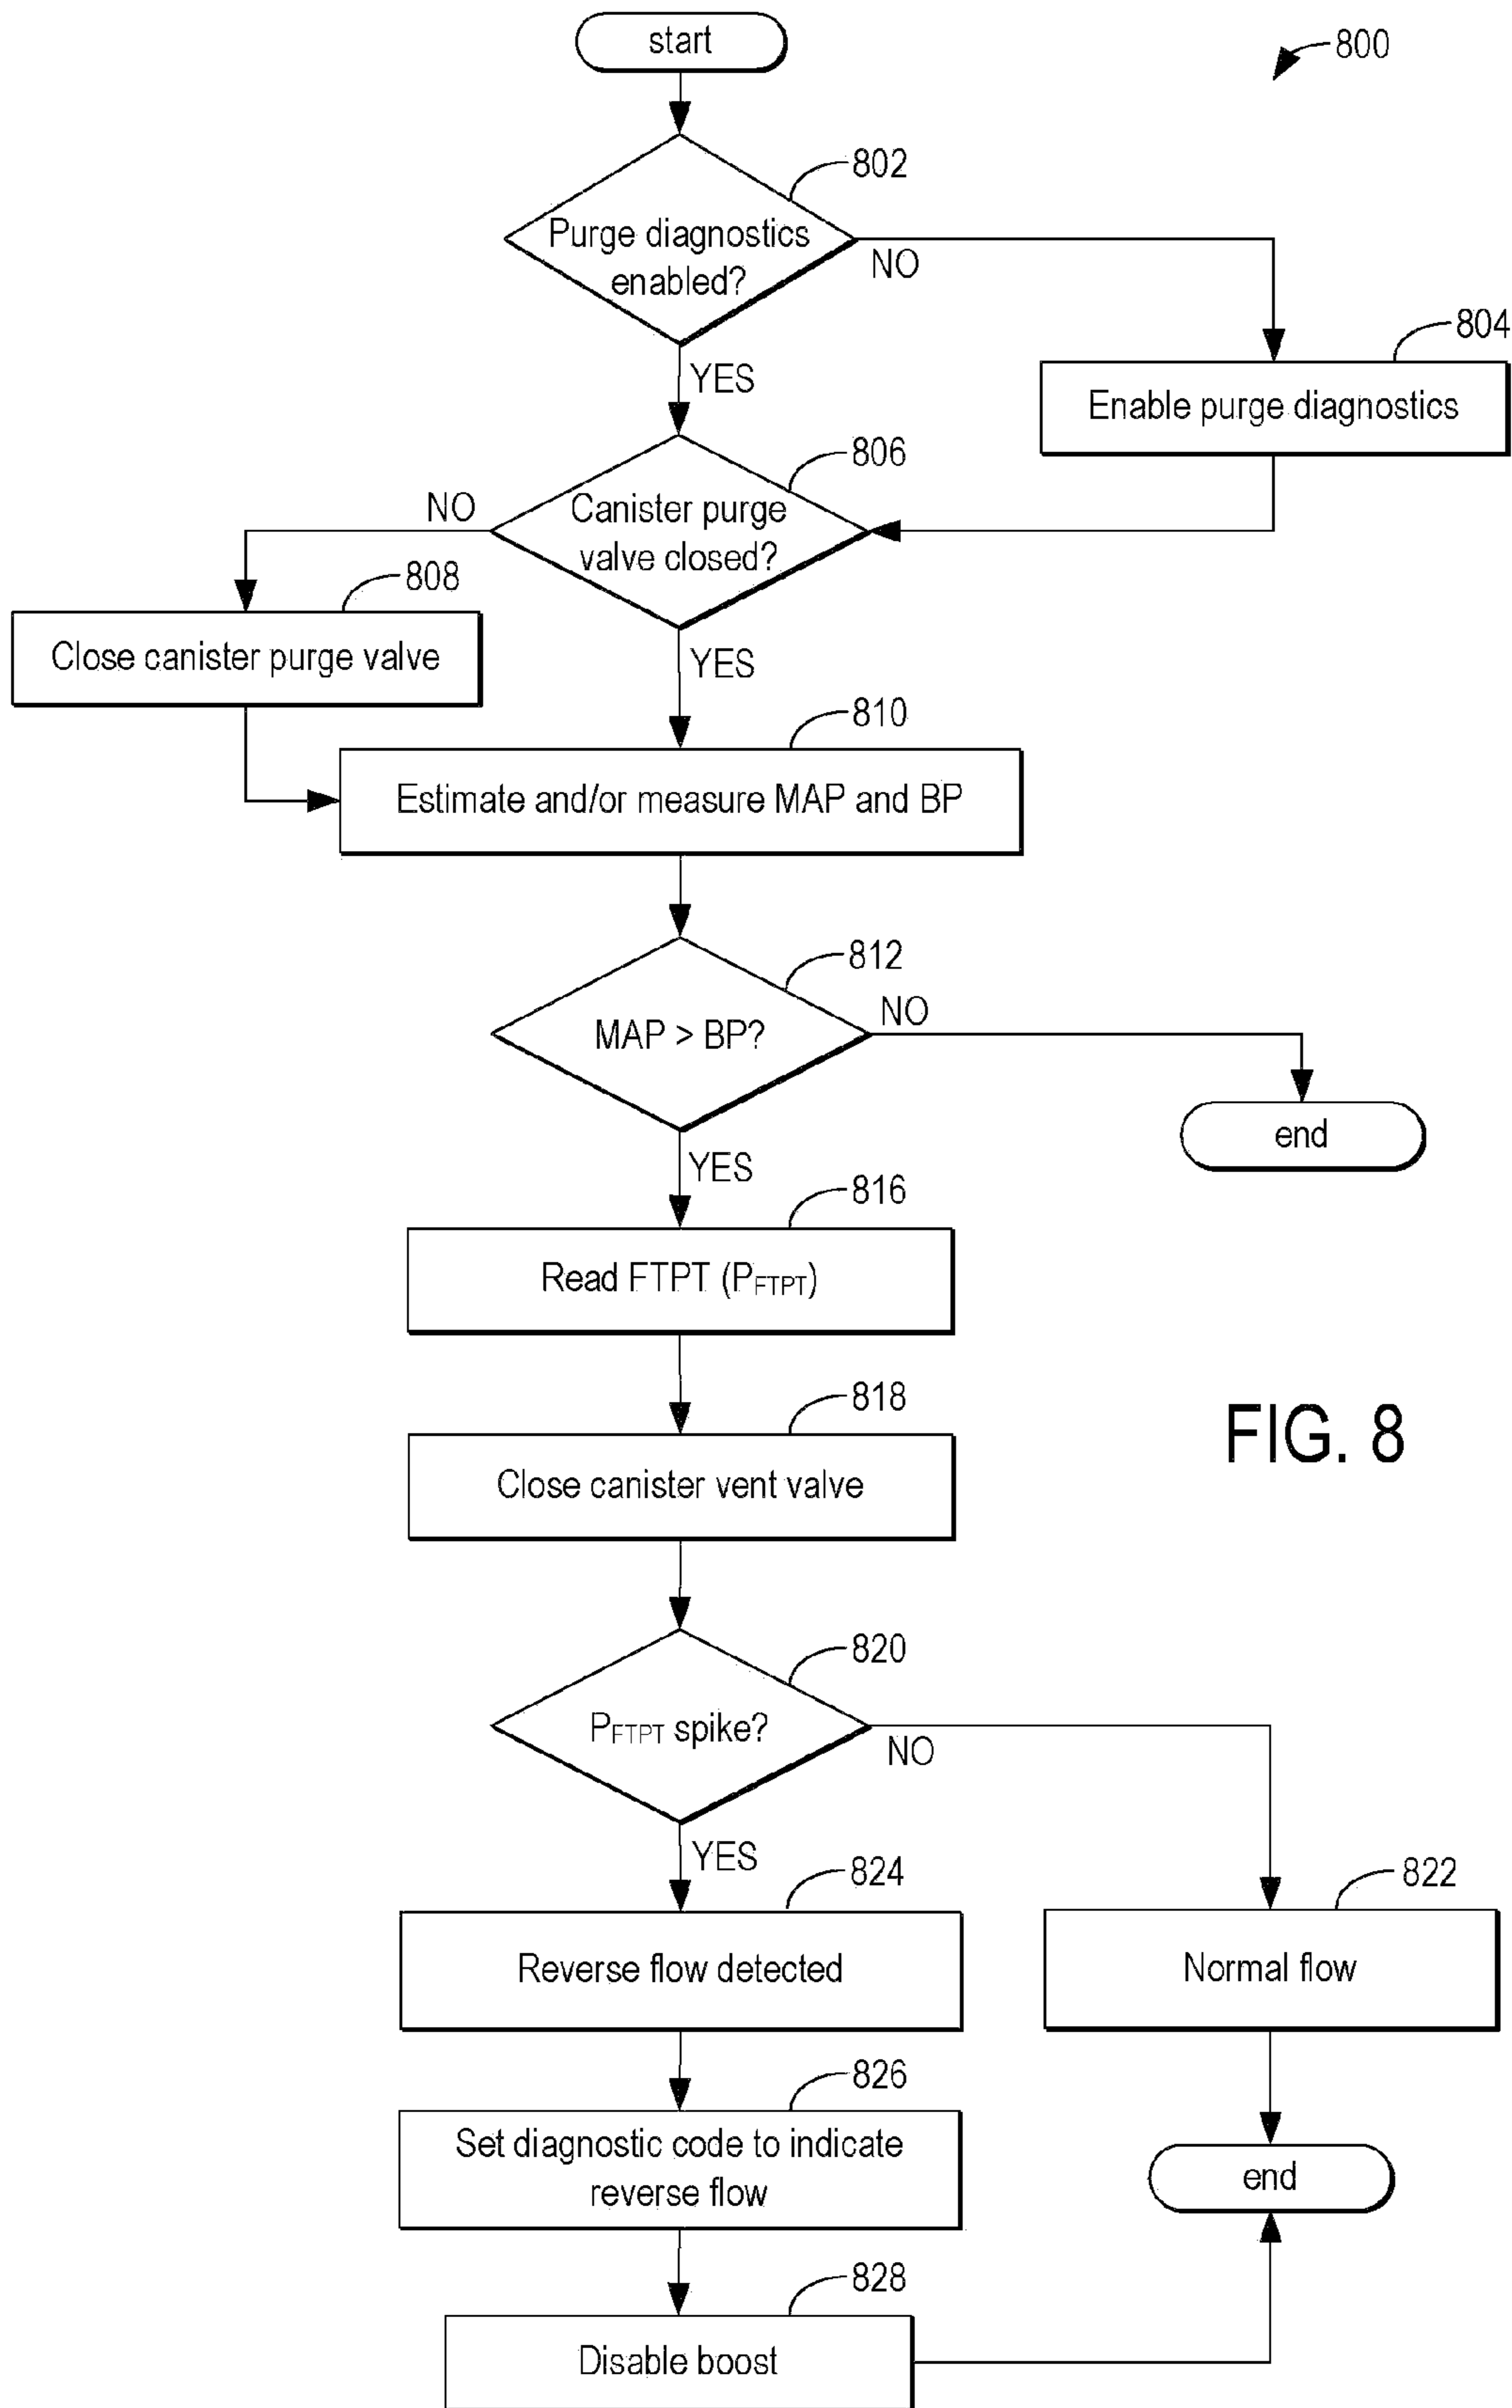 start
800
802
Purge diagnostics
enabled?
NO
804
YES
Enable purge diagnostics
806
NO
Canister purge
valve closed?
808
Close canister purge valve
YES
810
Estimate and/or measure MAP and BP
812
NO
MAP > BP?
end
YES
816
Read FTPT (PFTPT)
818
FIG. 8
Close canister vent valve
820
PFTPT spike?
NO
YES
824
822
Reverse flow detected
Normal flow
826
Set diagnostic code to indicate
reverse flow
end
828
Disable boost